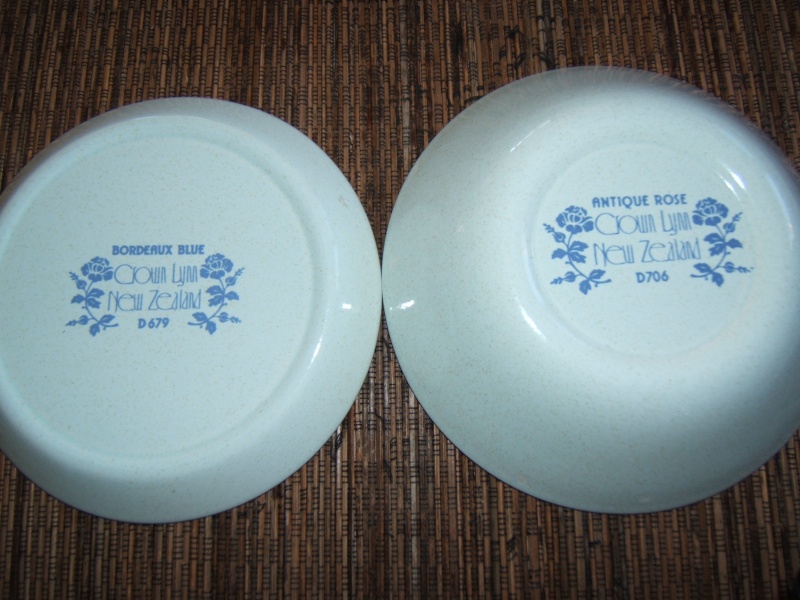 BORDEAUX BLUE
Crown Lynn
New Zealand
D679
ANTIQUE ROSE
Crown Lynn
New Zealand
D706